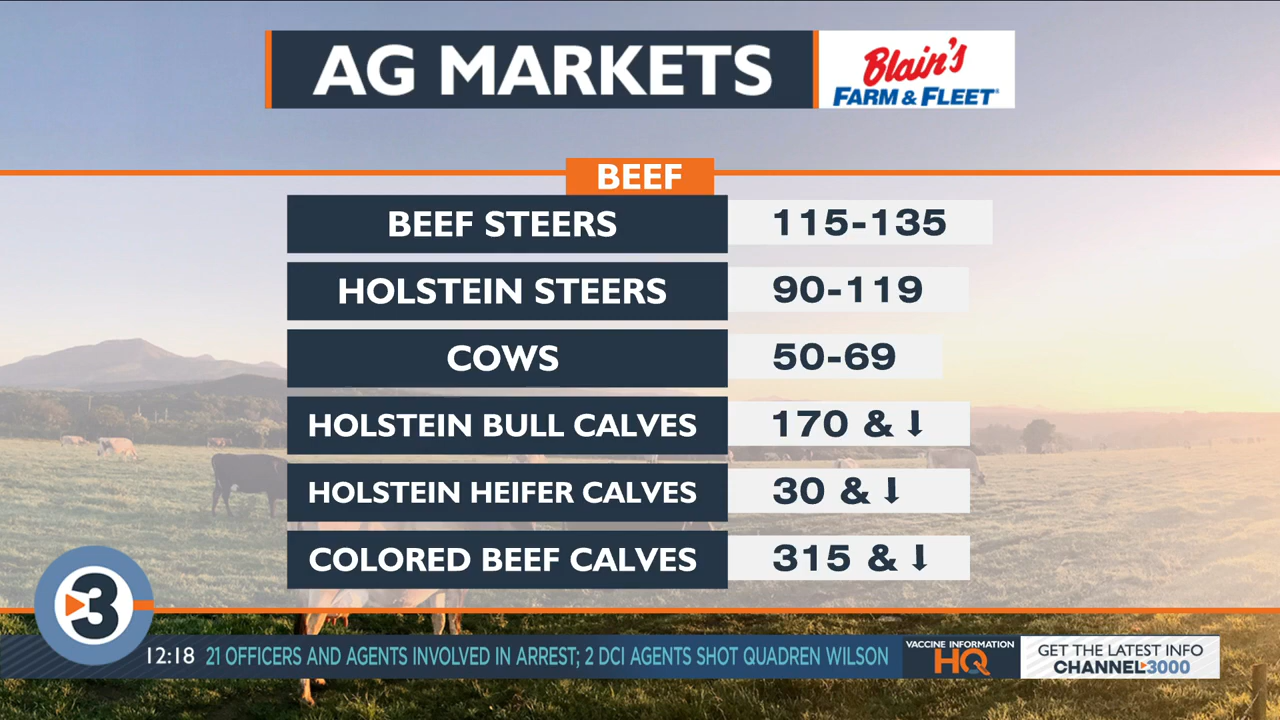 AG MARKETS
Blain's
FARM & FLEET
BEEF
BEEF STEERS 115-135
HOLSTEIN STEERS 90-119
COWS 50-69
HOLSTEIN BULL CALVES 170 & ⬇
HOLSTEIN HEIFER CALVES 30 & ⬇
COLORED BEEF CALVES 315 & ⬇
3
12:18 21 OFFICERS AND AGENTS INVOLVED IN ARREST; 2 DCI AGENTS SHOT QUADREN WILSON
VACCINE INFORMATION
HQ
GET THE LATEST INFO
CHANNEL3000